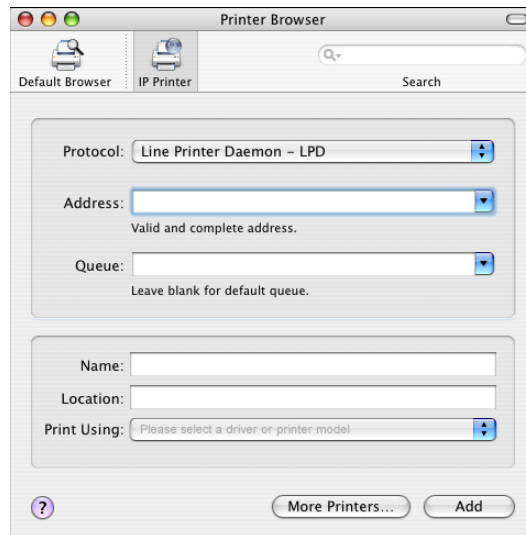 Printer Browser
Default Browser
IP Printer
Search
Protocol: Line Printer Daemon – LPD
Address:
Valid and complete address.
Queue:
Leave blank for default queue.
Name:
Location:
Print Using: Please select a driver or printer model
?
More Printers...
Add